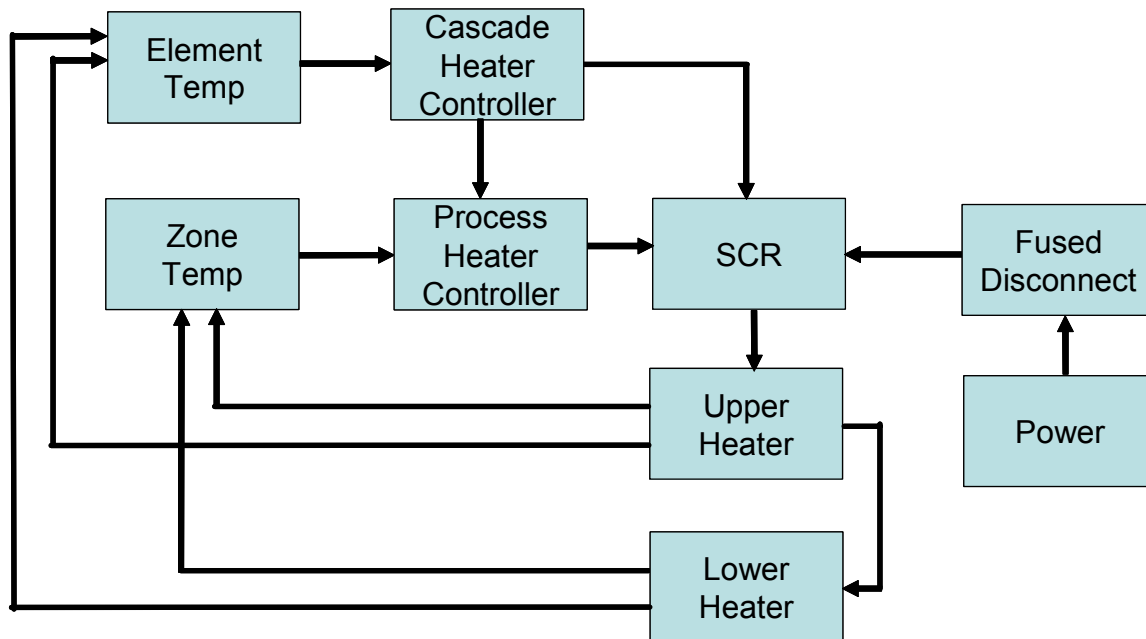 Element
Temp
Cascade
Heater
Controller
Zone
Temp
Process
Heater
Controller
SCR
Fused
Disconnect
Upper
Heater
Power
Lower
Heater